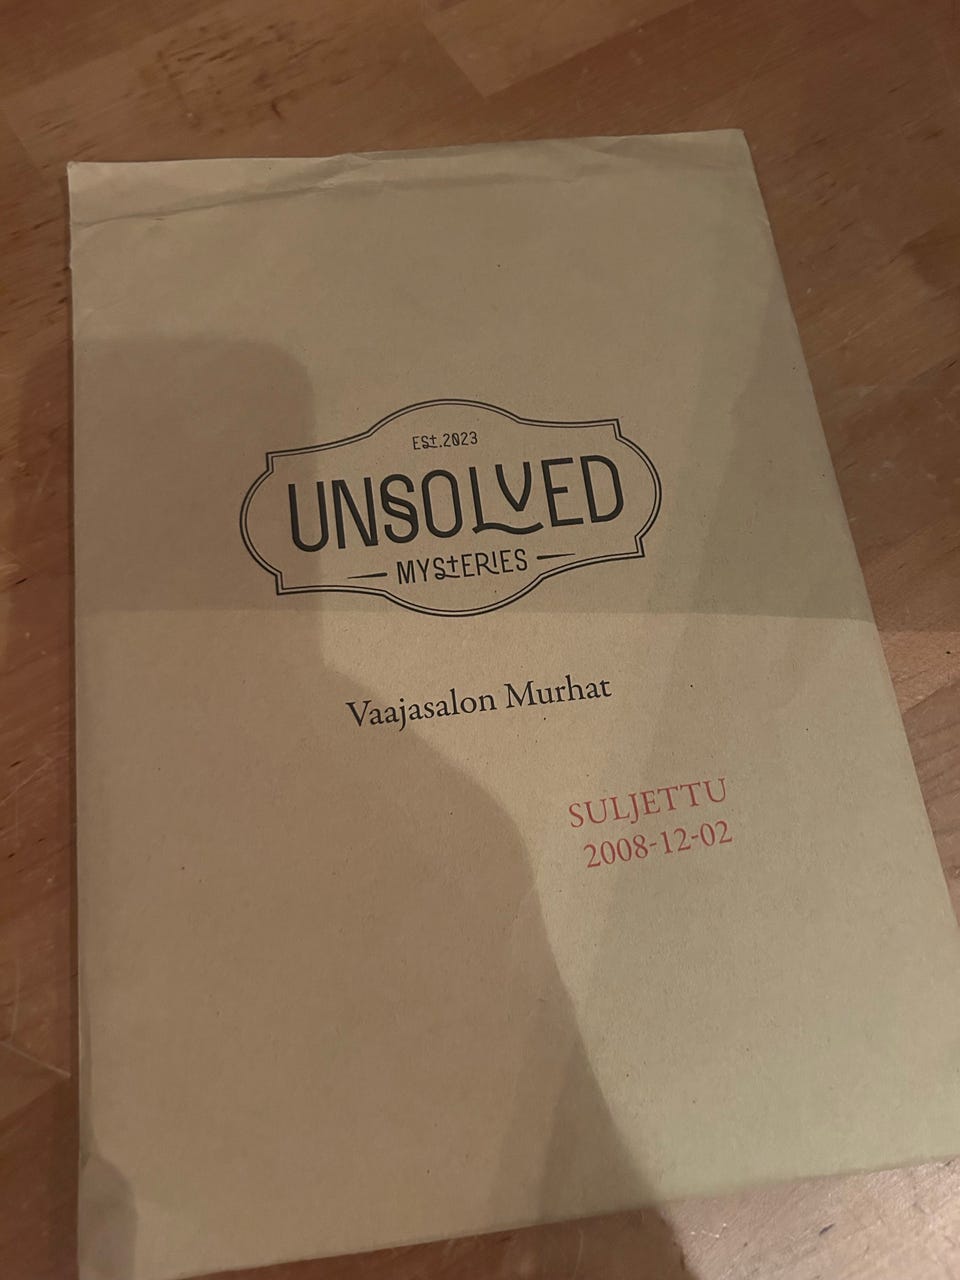 ESt.2023
UNSOLVED
MYStERIES
Vaajasalon Murhat
SULJETTU
2008-12-02